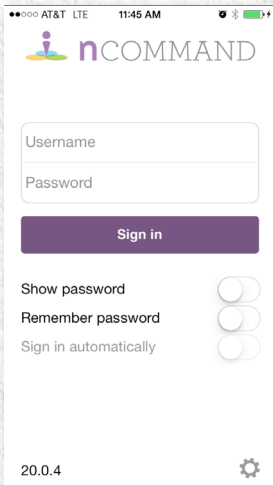 AT&T LTE 11:45 AM
inCOMMAND
Username
Password
Sign in
Show password
Remember password
Sign in automatically
20.0.4